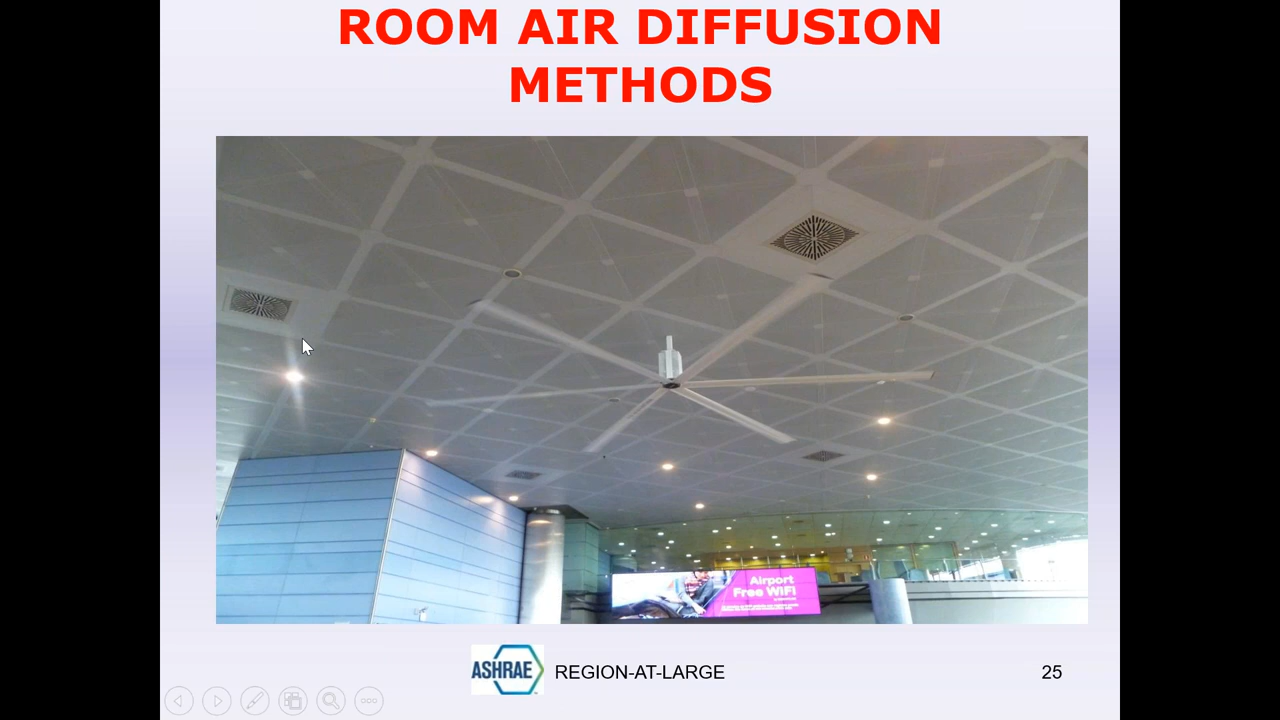 ROOM AIR DIFFUSION
METHODS
Airport
Free WiFi
ASHRAE
REGION-AT-LARGE
25